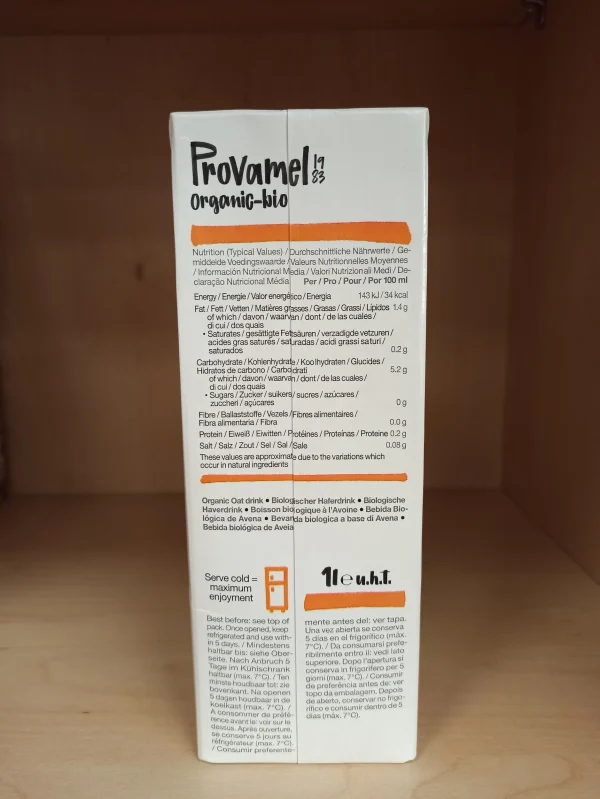 Provamel 19
83
organic-bio
Nutrition (Typical Values) / Durchschnittliche Nährwerte / Ge-
middelde Voedingswaarde / Valeurs Nutritionnelles Moyennes
/ Información Nutricional Media / Valori Nutrizionali Medi / De-
claração Nutricional Média Per / Pro / Pour / Por 100 ml
Energy / Energie / Valor energético / Energia 143 kJ / 34 kcal
Fat / Fett / Vetten / Matières grasses / Grasas / Grassi / Lípidos 1.4 g
of which / davon / waarvan / dont / de las cuales /
di cui / dos quais
• Saturates / gesättigte Fettsäuren / verzadigde vetzuren /
acides gras saturés / saturadas / acidi grassi saturi /
saturados 0.2 g
Carbohydrate / Kohlenhydrate / Koolhydraten / Glucides /
Hidratos de carbono / Carboidrati 5.2 g
of which / davon / waarvan / dont / de las cuales /
di cui / dos quais
• Sugars / Zucker / suikers / sucres / azúcares /
zuccheri / açúcares 0 g
Fibre / Ballaststoffe / Vezels / Fibres alimentaires /
Fibra alimentaria / Fibra 0.0 g
Protein / Eiweiß / Eiwitten / Protéines / Proteínas / Proteine 0.2 g
Salt / Salz / Zout / Sel / Sal / Sale 0.08 g
These values are approximate due to the variations which
occur in natural ingredients
Organic Oat drink • Biologischer Haferdrink • Biologische
Haverdrink • Boisson biologique à l'Avoine • Bebida Bio-
lógica de Avena • Bevanda biologica a base di Avena •
Bebida biológica de Aveia
Serve cold =
maximum
enjoyment
1l e u.h.t.
Best before: see top of
pack. Once opened, keep
refrigerated and use with-
in 5 days. / Mindestens
haltbar bis: siehe Ober-
seite. Nach Anbruch 5
Tage im Kühlschrank
haltbar (max. 7°C). / Ten
minste houdbaar tot: zie
bovenkant. Na openen
5 dagen houdbaar in de
koelkast (max. 7°C). /
A consommer de préfé-
rence avant le: voir sur le
dessus. Après ouverture,
se conserve 5 jours au
réfrigérateur (max. 7°C).
/ Consumir preferente-
mente antes del: ver tapa.
Una vez abierta se conserva
5 días en el frigorífico (máx.
7°C). / Da consumarsi prefe-
ribilmente entro il: vedi lato
superiore. Dopo l'apertura si
conserva in frigorifero per 5
giorni (max. 7°C). / Consumir
de preferência antes de: ver
topo da embalagem. Depois
de aberto, conservar no frigo-
rífico e consumir dentro de 5
dias (máx. 7°C).